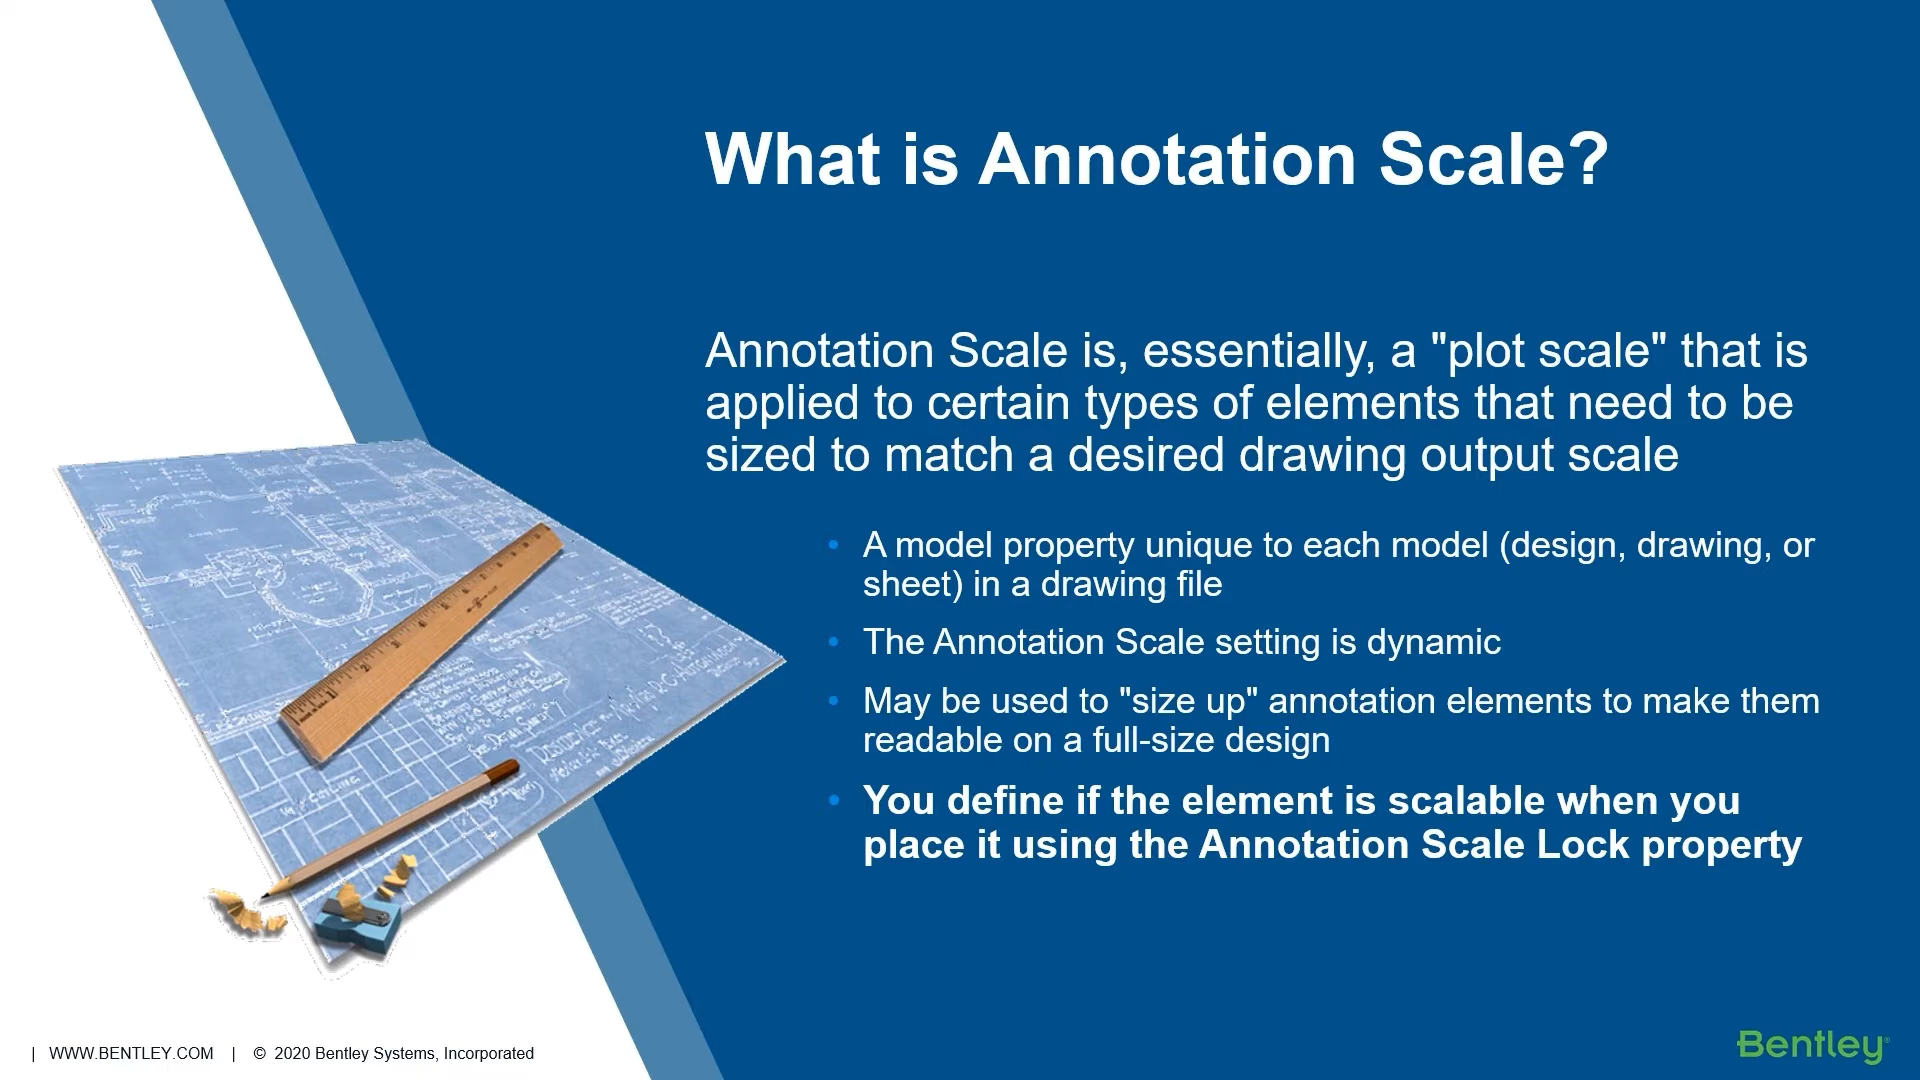 What is Annotation Scale?
Annotation Scale is, essentially, a "plot scale" that is
applied to certain types of elements that need to be
sized to match a desired drawing output scale
• A model property unique to each model (design, drawing, or
sheet) in a drawing file
• The Annotation Scale setting is dynamic
• May be used to "size up" annotation elements to make them
readable on a full-size design
• You define if the element is scalable when you
place it using the Annotation Scale Lock property
| WWW.BENTLEY.COM | © 2020 Bentley Systems, Incorporated
Bentley®